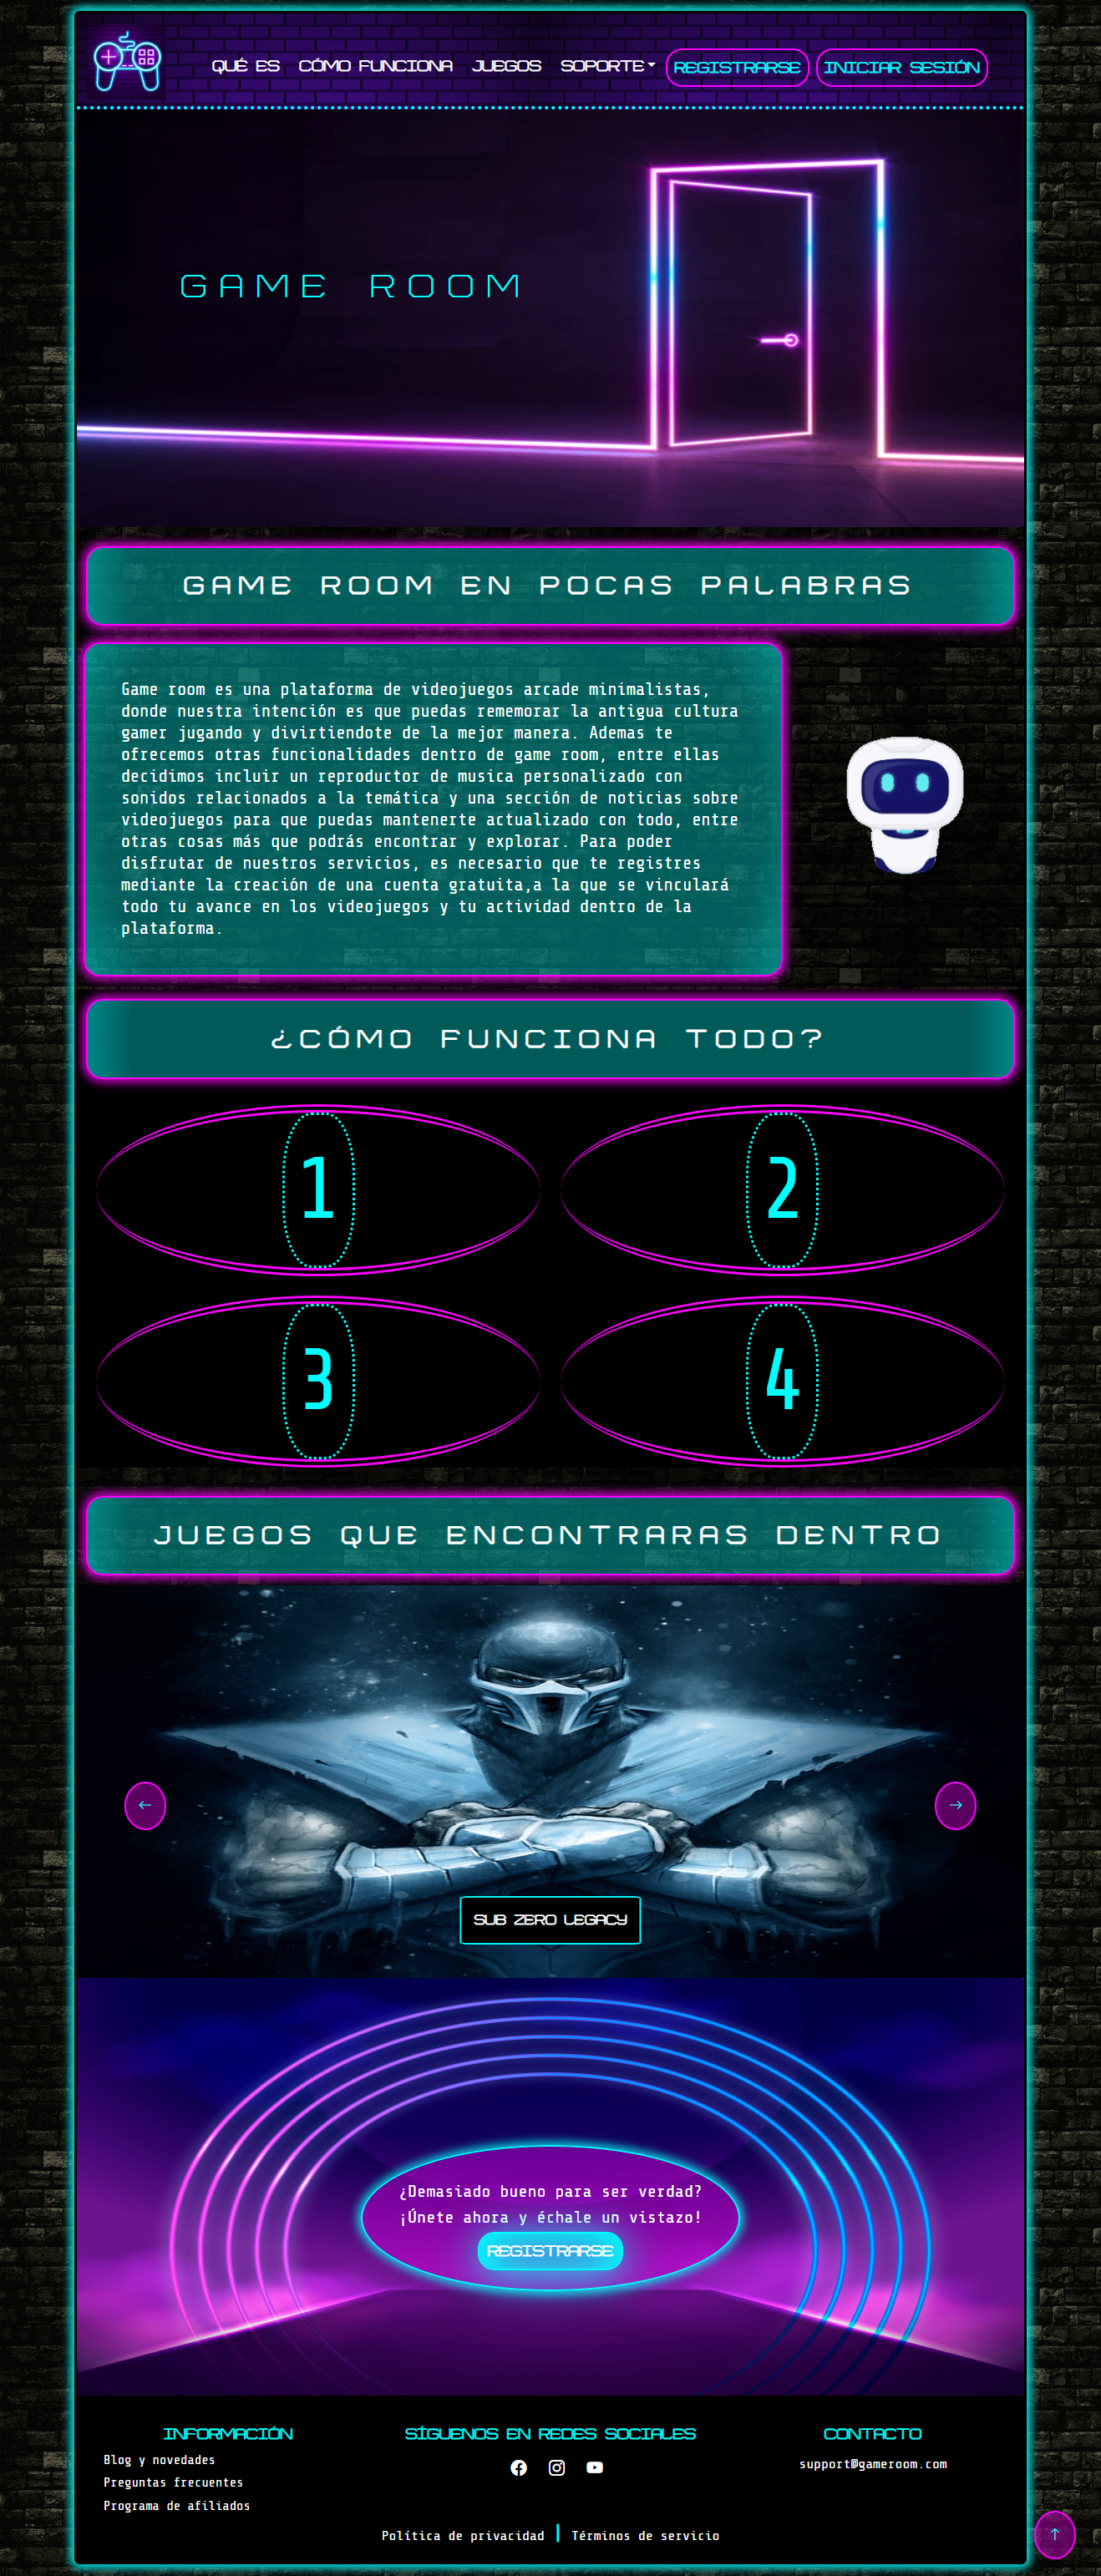 QUÉ ES CÓMO FUNCIONA JUEGOS SOPORTE REGISTRARSE INICIAR SESIÓN
GAME ROOM
GAME ROOM EN POCAS PALABRAS
Game room es una plataforma de videojuegos arcade minimalistas,
donde nuestra intención es que puedas rememorar la antigua cultura
gamer jugando y divirtiendote de la mejor manera. Ademas te
ofrecemos otras funcionalidades dentro de game room, entre ellas
decidimos incluir un reproductor de musica personalizado con
sonidos relacionados a la temática y una sección de noticias sobre
videojuegos para que puedas mantenerte actualizado con todo, entre
otras cosas más que podrás encontrar y explorar. Para poder
disfrutar de nuestros servicios, es necesario que te registres
mediante la creación de una cuenta gratuita,a la que se vinculará
todo tu avance en los videojuegos y tu actividad dentro de la
plataforma.
¿CÓMO FUNCIONA TODO?
1 2
3 4
JUEGOS QUE ENCONTRARAS DENTRO
SUB ZERO LEGACY
¿Demasiado bueno para ser verdad?
¡Únete ahora y échale un vistazo!
REGISTRARSE
INFORMACIÓN SÍGUENOS EN REDES SOCIALES CONTACTO
Blog y novedades support@gameroom.com
Preguntas frecuentes
Programa de afiliados
Política de privacidad | Términos de servicio